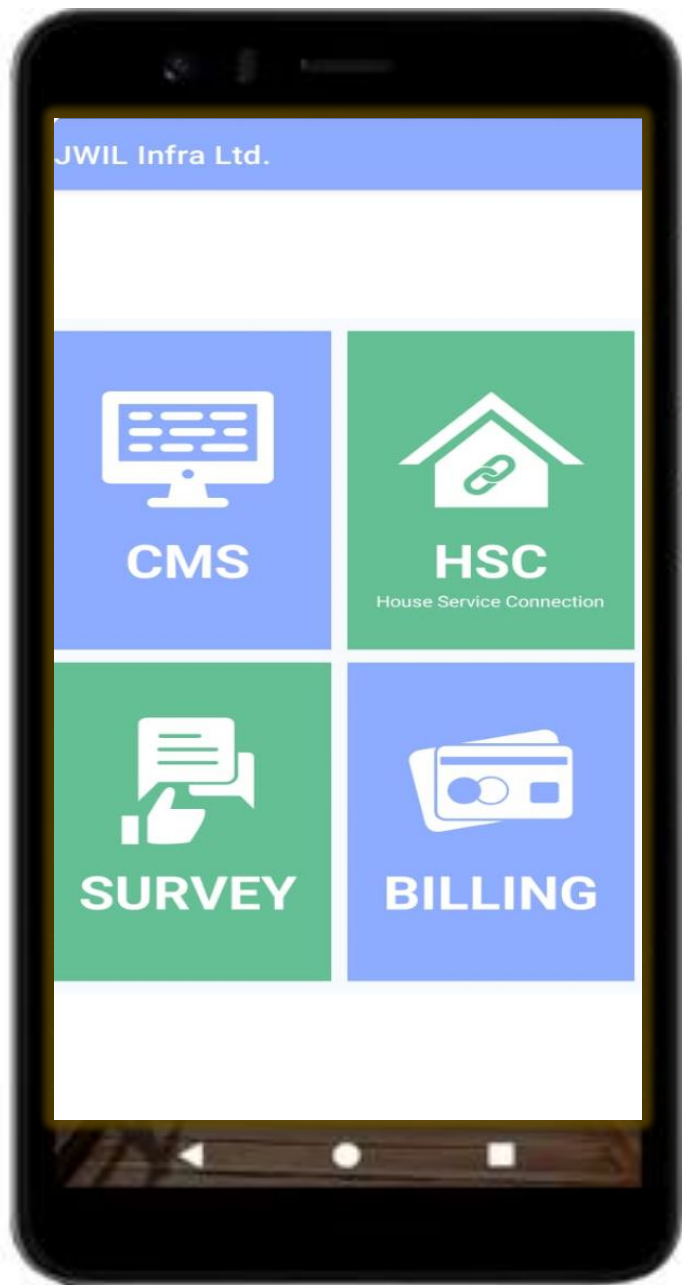 JWIL Infra Ltd.
CMS
HSC
House Service Connection
SURVEY
BILLING